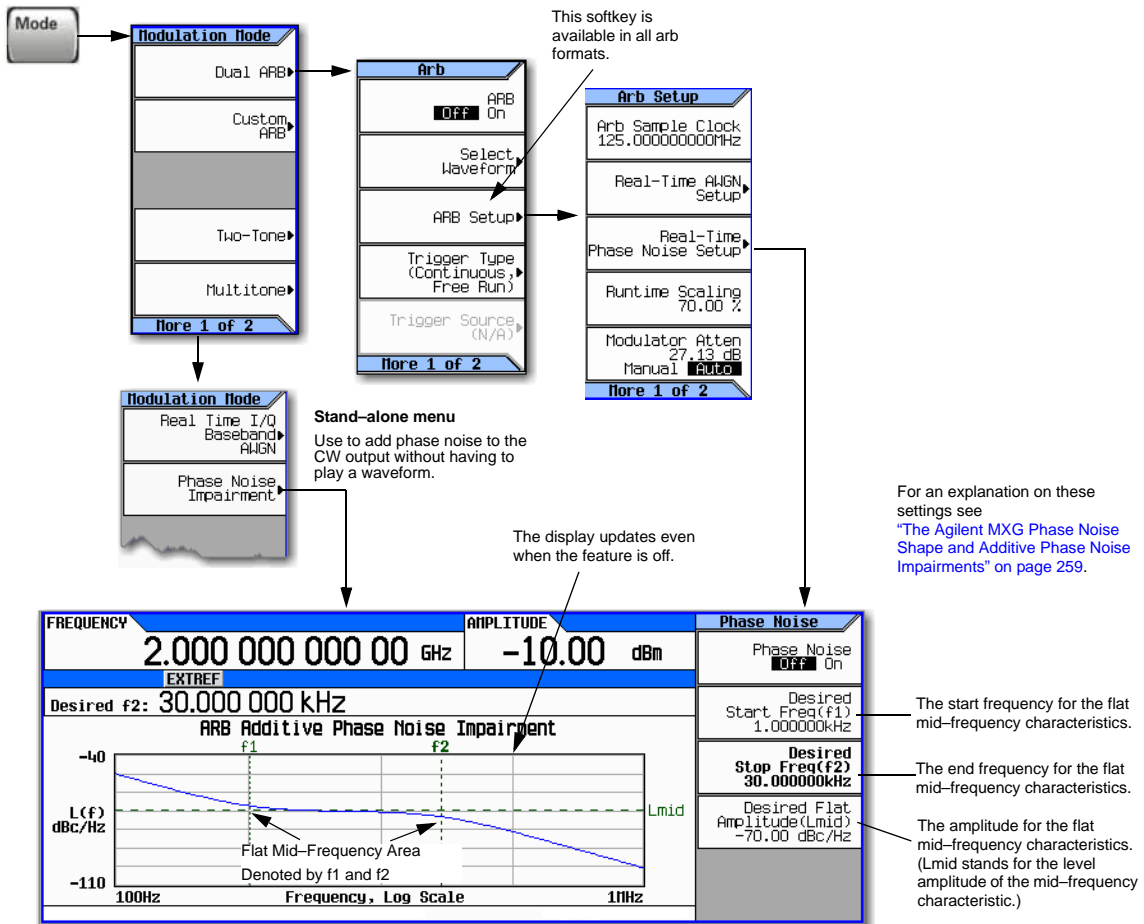 Mode
Modulation Mode
Dual ARB
Custom
ARB
Two-Tone
Multitone
More 1 of 2
Arb
ARB
Off On
Select
Waveform
ARB Setup
Trigger Type
(Continuous,
Free Run)
Trigger Source
(N/A)
More 1 of 2
This softkey is
available in all arb
formats.
Arb Setup
Arb Sample Clock
125.000000000MHz
Real-Time AWGN
Setup
Real-Time
Phase Noise Setup
Runtime Scaling
70.00 %
Modulator Atten
27.13 dB
Manual Auto
More 1 of 2
Modulation Mode
Real Time I/Q
Baseband
AWGN
Phase Noise
Impairment
Stand–alone menu
Use to add phase noise to the
CW output without having to
play a waveform.
The display updates even
when the feature is off.
For an explanation on these
settings see
“The Agilent MXG Phase Noise
Shape and Additive Phase Noise
Impairments” on page 259.
FREQUENCY
2.000 000 000 00 GHz
AMPLITUDE
-10.00 dBm
EXTREF
Desired f2: 30.000 000 kHz
ARB Additive Phase Noise Impairment
f1 f2
-40
L(f)
dBc/Hz
-110
Lmid
Flat Mid–Frequency Area
Denoted by f1 and f2
100Hz Frequency, Log Scale 1MHz
Phase Noise
Phase Noise
Off On
Desired
Start Freq(f1)
1.000000kHz
Desired
Stop Freq(f2)
30.000000kHz
Desired Flat
Amplitude(Lmid)
-70.00 dBc/Hz
The start frequency for the flat
mid–frequency characteristics.
The end frequency for the flat
mid–frequency characteristics.
The amplitude for the flat
mid–frequency characteristics.
(Lmid stands for the level
amplitude of the mid–frequency
characteristic.)